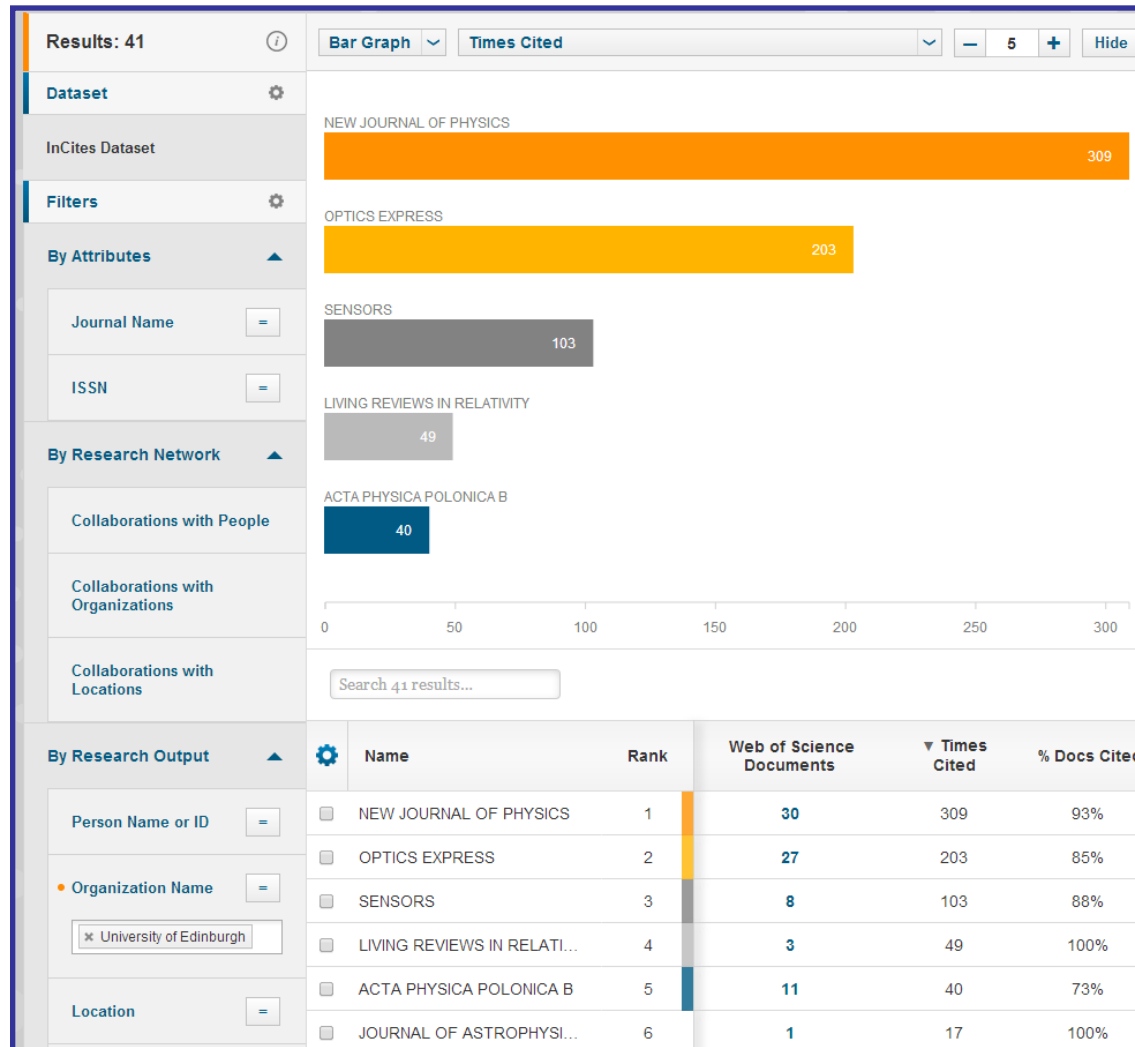 Results: 41
Bar Graph
Times Cited
5
Hide
Dataset
InCites Dataset
Filters
By Attributes
Journal Name
=
ISSN
=
By Research Network
Collaborations with People
Collaborations with
Organizations
Collaborations with
Locations
By Research Output
Person Name or ID
=
Organization Name
=
× University of Edinburgh
Location
=
NEW JOURNAL OF PHYSICS
309
OPTICS EXPRESS
203
SENSORS
103
LIVING REVIEWS IN RELATIVITY
49
ACTA PHYSICA POLONICA B
40
0 50 100 150 200 250 300
Search 41 results...
Name Rank Web of Science Documents ▼ Times Cited % Docs Cited
NEW JOURNAL OF PHYSICS 1 30 309 93%
OPTICS EXPRESS 2 27 203 85%
SENSORS 3 8 103 88%
LIVING REVIEWS IN RELATI... 4 3 49 100%
ACTA PHYSICA POLONICA B 5 11 40 73%
JOURNAL OF ASTROPHYSI... 6 1 17 100%